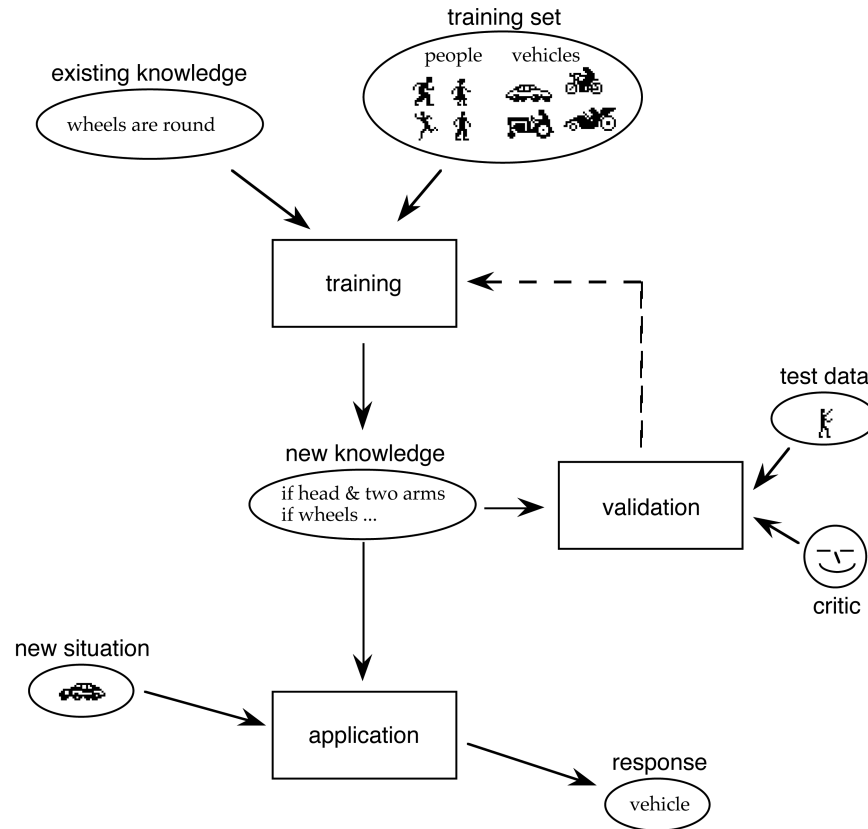 training set
people vehicles
existing knowledge
wheels are round
training
test data
new knowledge
if head & two arms
if wheels ...
validation
critic
new situation
application
response
vehicle